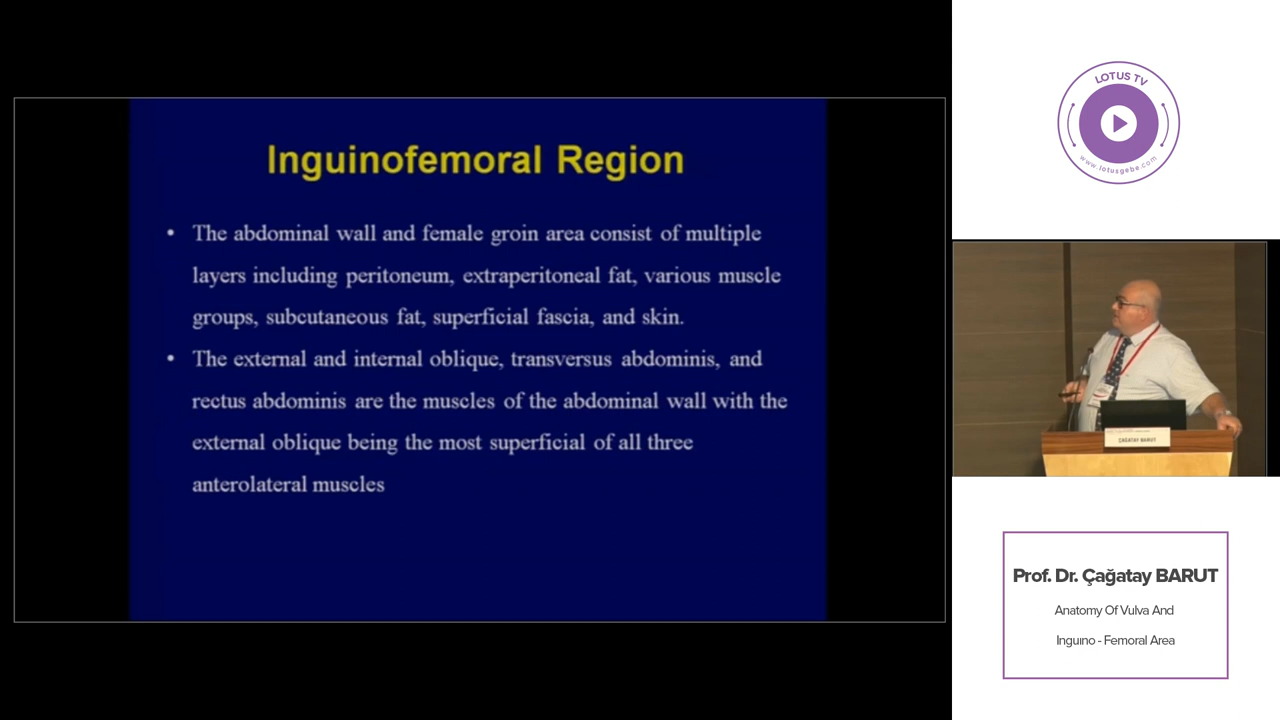 Inguinofemoral Region
• The abdominal wall and female groin area consist of multiple
layers including peritoneum, extraperitoneal fat, various muscle
groups, subcutaneous fat, superficial fascia, and skin.
• The external and internal oblique, transversus abdominis, and
rectus abdominis are the muscles of the abdominal wall with the
external oblique being the most superficial of all three
anterolateral muscles
LOTUS TV
www.lotusgebe.com
ÇAĞATAY BARUT
Prof. Dr. Çağatay BARUT
Anatomy Of Vulva And
Inguıno - Femoral Area